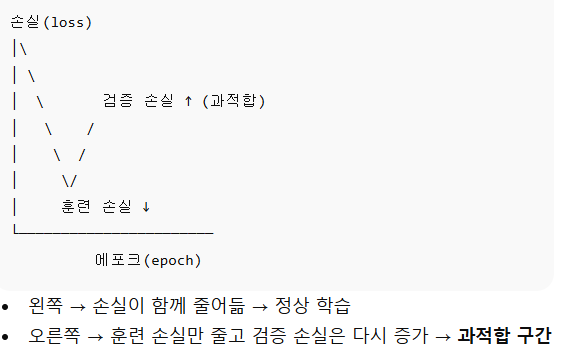 손실(loss)
│\
│ \
│  \       검증 손실 ↑ (과적합)
│   \    /
│    \  /
│     \/
│     훈련 손실 ↓
└────────────────────────
에포크(epoch)
• 왼쪽 → 손실이 함께 줄어듦 → 정상 학습
• 오른쪽 → 훈련 손실만 줄고 검증 손실은 다시 증가 → 과적합 구간